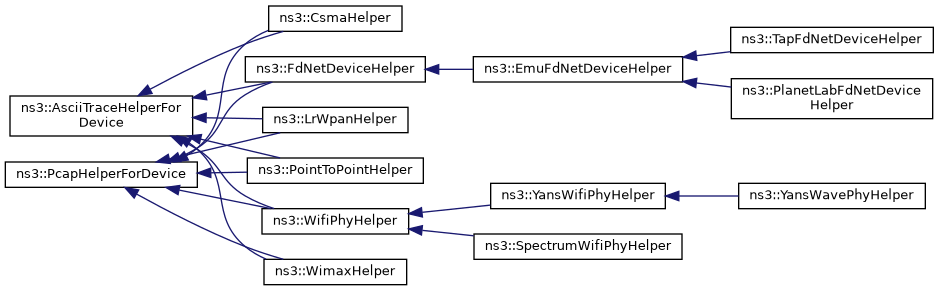 ns3::CsmaHelper
ns3::TapFdNetDeviceHelper
ns3::FdNetDeviceHelper
ns3::EmuFdNetDeviceHelper
ns3::PlanetLabFdNetDevice
Helper
ns3::AsciiTraceHelperFor
Device
ns3::LrWpanHelper
ns3::PointToPointHelper
ns3::PcapHelperForDevice
ns3::YansWifiPhyHelper
ns3::YansWavePhyHelper
ns3::WifiPhyHelper
ns3::SpectrumWifiPhyHelper
ns3::WimaxHelper